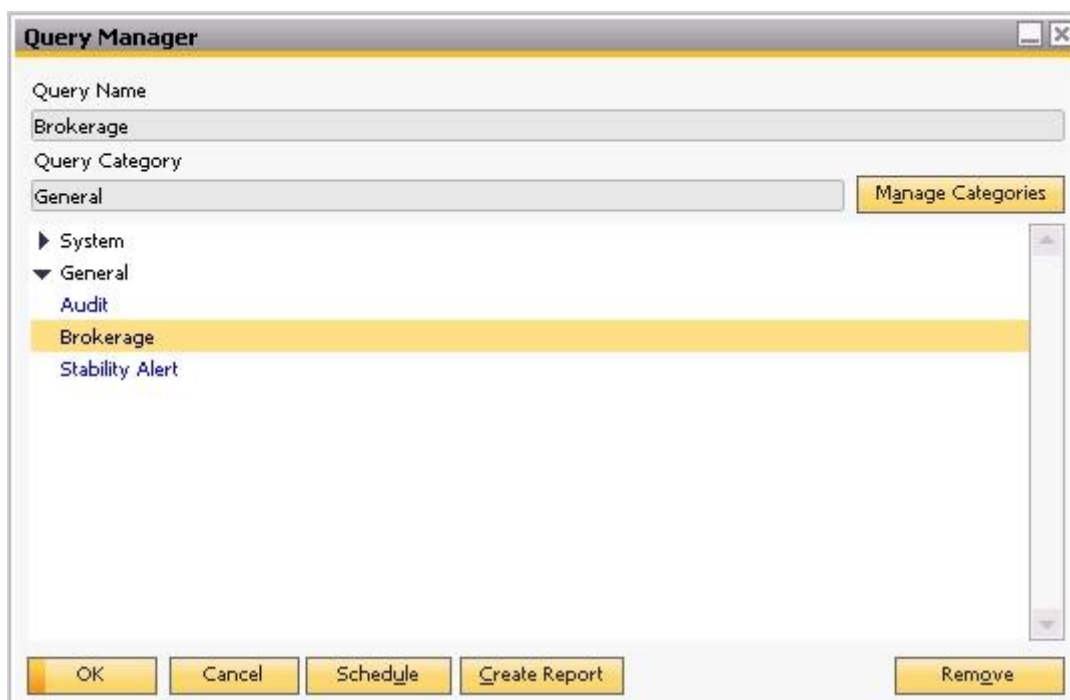 Query Manager
Query Name
Brokerage
Query Category
General
Manage Categories
System
General
Audit
Brokerage
Stability Alert
OK Cancel Schedule Create Report Remove